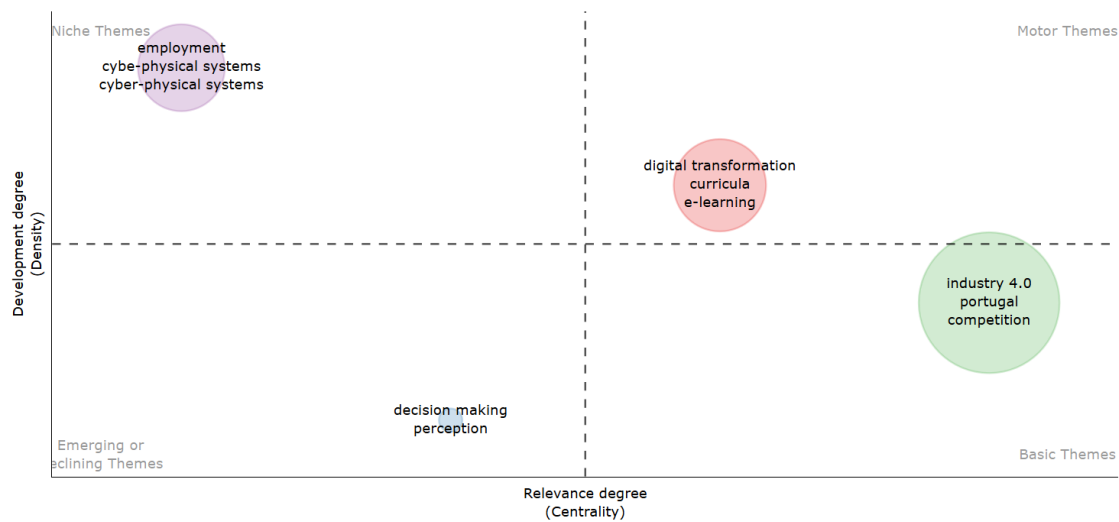 Niche Themes
Motor Themes
employment
cybe-physical systems
cyber-physical systems
digital transformation
curricula
e-learning
industry 4.0
portugal
competition
decision making
perception
Emerging or
eclining Themes
Basic Themes
Development degree
(Density)
Relevance degree
(Centrality)